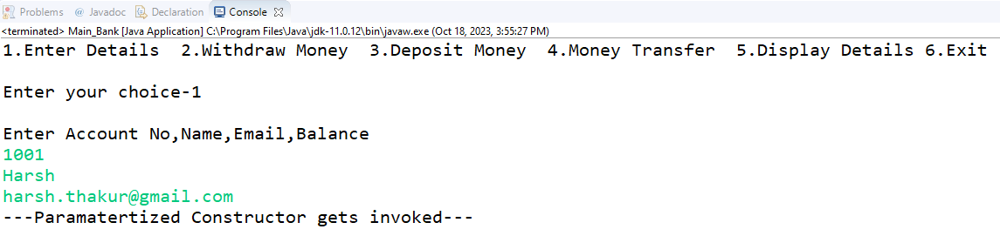 Problems @ Javadoc Declaration Console
<terminated> Main_Bank [Java Application] C:\Program Files\Java\jdk-11.0.12\bin\javaw.exe (Oct 18, 2023, 3:55:27 PM)
1.Enter Details  2.Withdraw Money  3.Deposit Money  4.Money Transfer  5.Display Details 6.Exit
Enter your choice-1
Enter Account No,Name,Email,Balance
1001
Harsh
harsh.thakur@gmail.com
---Paramatertized Constructor gets invoked---